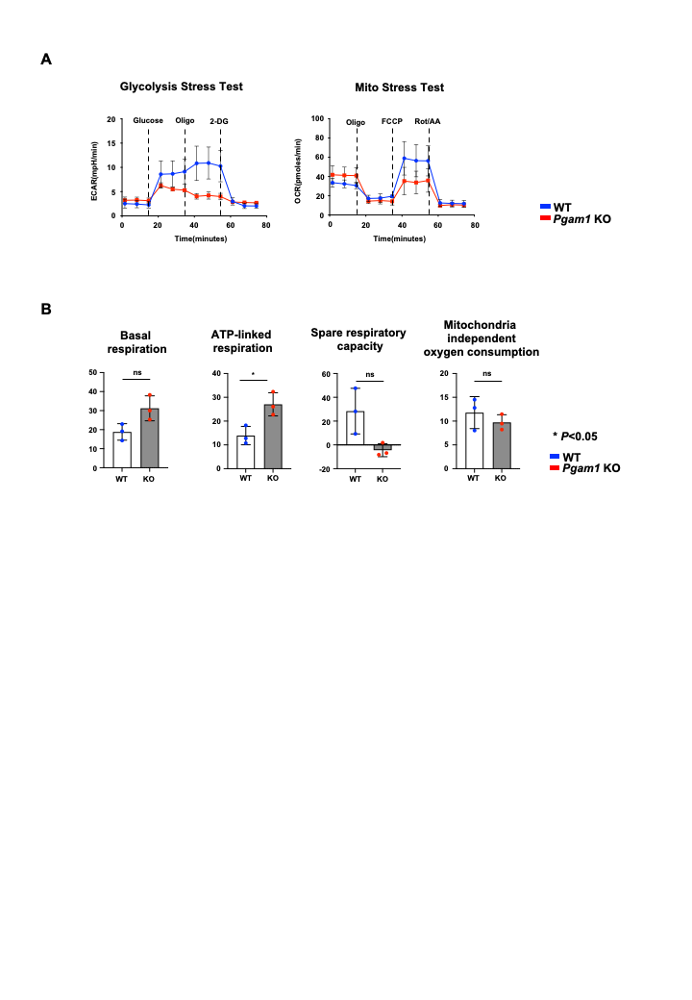 A
Glycolysis Stress Test
Mito Stress Test
Glucose Oligo 2-DG
20
15
10
5
0
ECAR(mpH/min)
0 20 40 60 80
Time(minutes)
Oligo FCCP Rot/AA
100
80
60
40
20
0
OCR(pmoles/min)
0 20 40 60 80
Time(minutes)
WT
Pgam1 KO
B
Basal
respiration
ns
50
40
30
20
10
0
WT KO
ATP-linked
respiration
*
40
30
20
10
0
WT KO
Spare respiratory
capacity
ns
60
40
20
0
-20
WT KO
Mitochondria
independent
oxygen consumption
ns
20
15
10
5
0
WT KO
* P<0.05
WT
Pgam1 KO